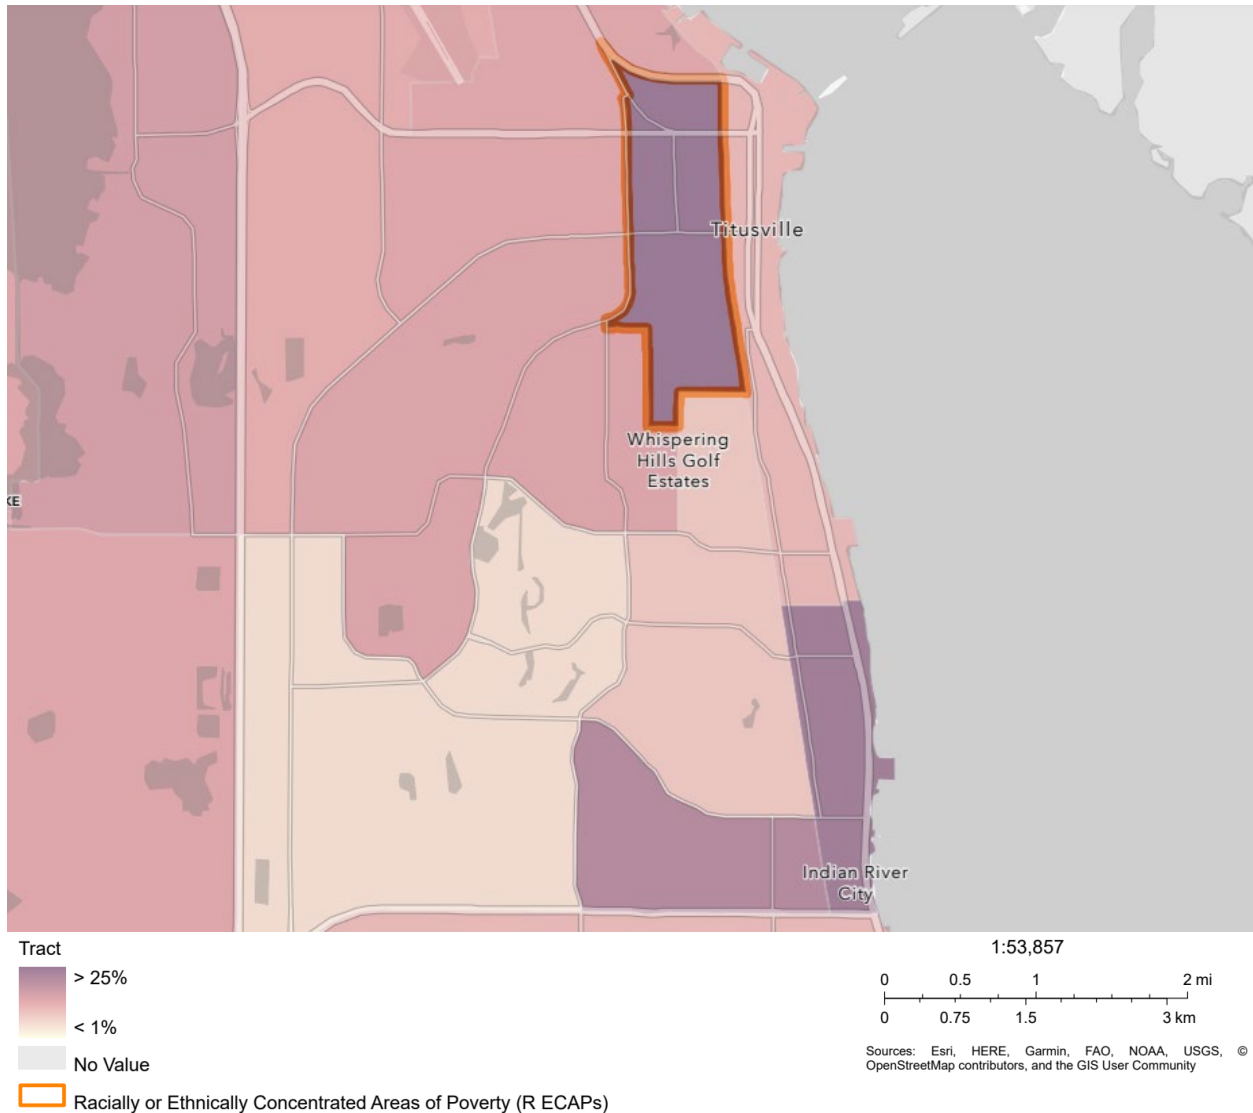 Titusville
Whispering
Hills Golf
Estates
KE
Indian River
City
Tract
> 25%
< 1%
No Value
Racially or Ethnically Concentrated Areas of Poverty (R ECAPs)
1:53,857
0 0.5 1 2 mi
0 0.75 1.5 3 km
Sources: Esri, HERE, Garmin, FAO, NOAA, USGS, ©
OpenStreetMap contributors, and the GIS User Community